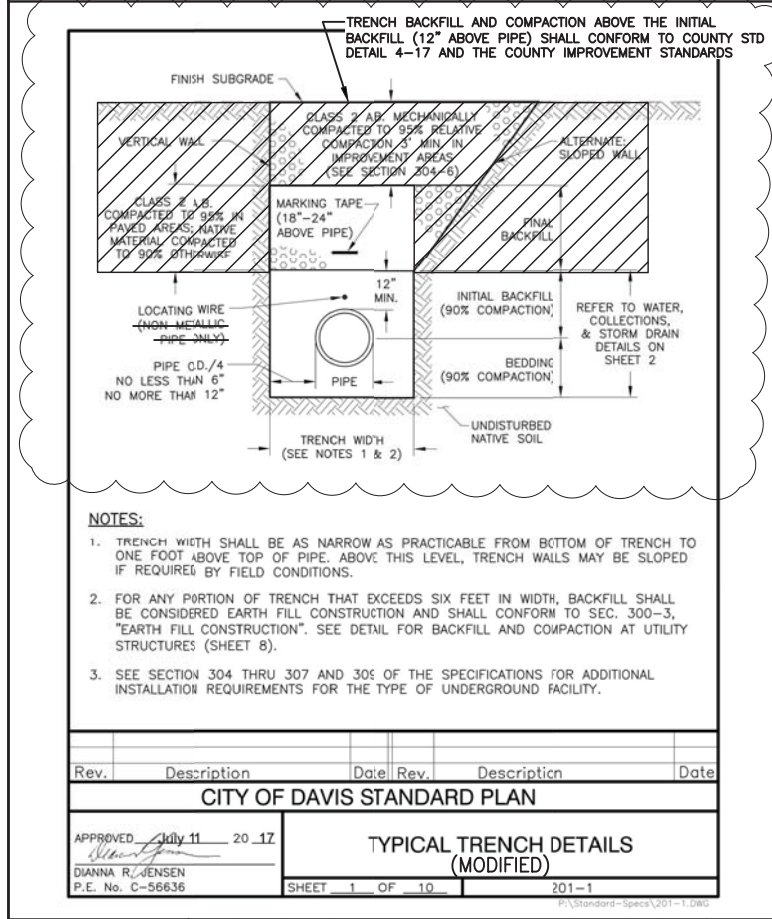 TRENCH BACKFILL AND COMPACTION ABOVE THE INITIAL
BACKFILL (12" ABOVE PIPE) SHALL CONFORM TO COUNTY STD
DETAIL 4-17 AND THE COUNTY IMPROVEMENT STANDARDS
FINISH SUBGRADE
CLASS 2 A.B. MECHANICALLY
COMPACTED TO 95% RELATIVE
COMPACTION 3' MIN. IN
IMPROVEMENT AREAS
(SEE SECTION 304-6)
VERTICAL WALL
ALTERNATE:
SLOPED WALL
CLASS 2 A.B.
COMPACTED TO 95% IN
PAVED AREAS; NATIVE
MATERIAL COMPACTED
TO 90% OTHERWISE
MARKING TAPE
(18"-24"
ABOVE PIPE)
FINAL
BACKFILL
12"
MIN.
LOCATING WIRE
(NON METALLIC
PIPE ONLY)
INITIAL BACKFILL
(90% COMPACTION)
REFER TO WATER,
COLLECTIONS,
& STORM DRAIN
DETAILS ON
SHEET 2
PIPE O.D./4
NO LESS THAN 6"
NO MORE THAN 12"
PIPE
BEDDING
(90% COMPACTION)
UNDISTURBED
NATIVE SOIL
TRENCH WIDTH
(SEE NOTES 1 & 2)
NOTES:
1. TRENCH WIDTH SHALL BE AS NARROW AS PRACTICABLE FROM BOTTOM OF TRENCH TO
ONE FOOT ABOVE TOP OF PIPE. ABOVE THIS LEVEL, TRENCH WALLS MAY BE SLOPED
IF REQUIRED BY FIELD CONDITIONS.
2. FOR ANY PORTION OF TRENCH THAT EXCEEDS SIX FEET IN WIDTH, BACKFILL SHALL
BE CONSIDERED EARTH FILL CONSTRUCTION AND SHALL CONFORM TO SEC. 300-3,
"EARTH FILL CONSTRUCTION". SEE DETAIL FOR BACKFILL AND COMPACTION AT UTILITY
STRUCTURES (SHEET 8).
3. SEE SECTION 304 THRU 307 AND 309 OF THE SPECIFICATIONS FOR ADDITIONAL
INSTALLATION REQUIREMENTS FOR THE TYPE OF UNDERGROUND FACILITY.
Rev. Description Date Rev. Description Date
CITY OF DAVIS STANDARD PLAN
APPROVED July 11 20 17
DIANNA R. JENSEN
P.E. No. C-56636
TYPICAL TRENCH DETAILS
(MODIFIED)
SHEET 1 OF 10
201-1
P:\Standard-Specs\201-1.DWG